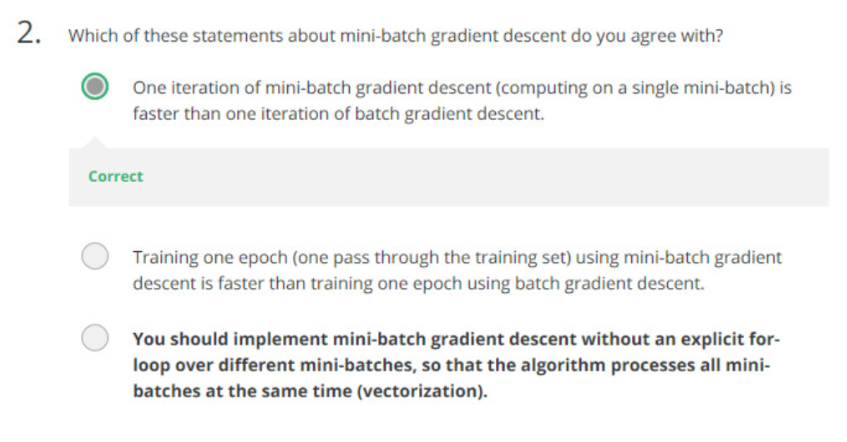 2. Which of these statements about mini-batch gradient descent do you agree with?
One iteration of mini-batch gradient descent (computing on a single mini-batch) is
faster than one iteration of batch gradient descent.
Correct
Training one epoch (one pass through the training set) using mini-batch gradient
descent is faster than training one epoch using batch gradient descent.
You should implement mini-batch gradient descent without an explicit for-
loop over different mini-batches, so that the algorithm processes all mini-
batches at the same time (vectorization).